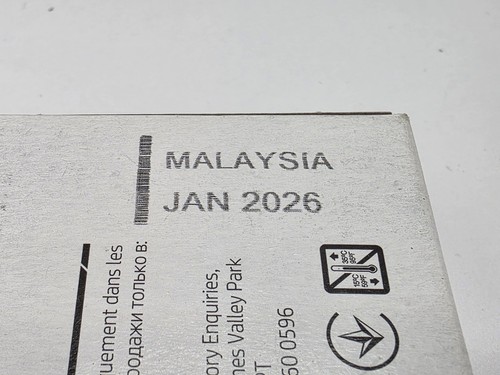 MALAYSIA
JAN 2026
quement dans les
родажи только в:
ory Enquiries,
nes Valley Park
PT
60 0596
35°C
95°F
15°C
59°F